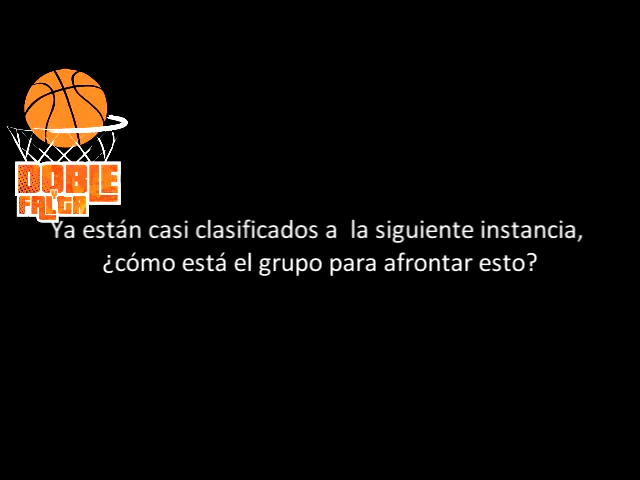 DOBLE
Y
FALTA
Ya están casi clasificados a  la siguiente instancia,
¿cómo está el grupo para afrontar esto?